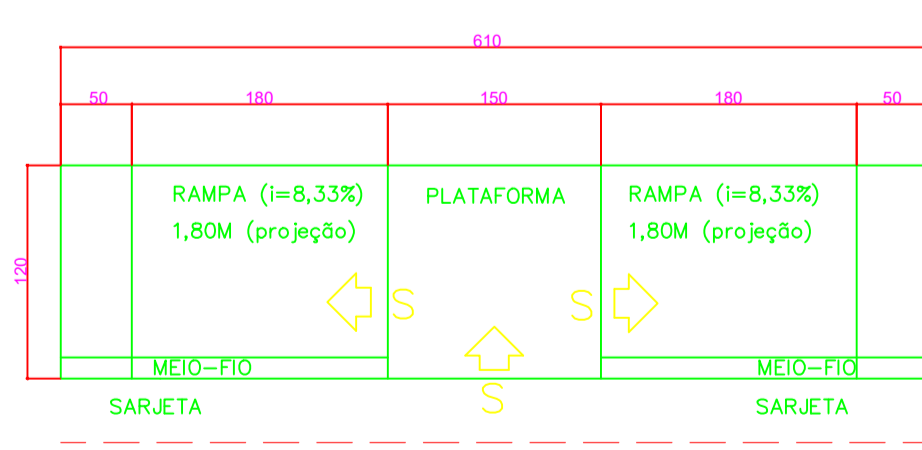 610
50 180 150 180 50
RAMPA (i=8,33%) PLATAFORMA RAMPA (i=8,33%)
1,80M (projeção) 1,80M (projeção)
120
S S
MEIO-FIO MEIO-FIO
S
SARJETA SARJETA